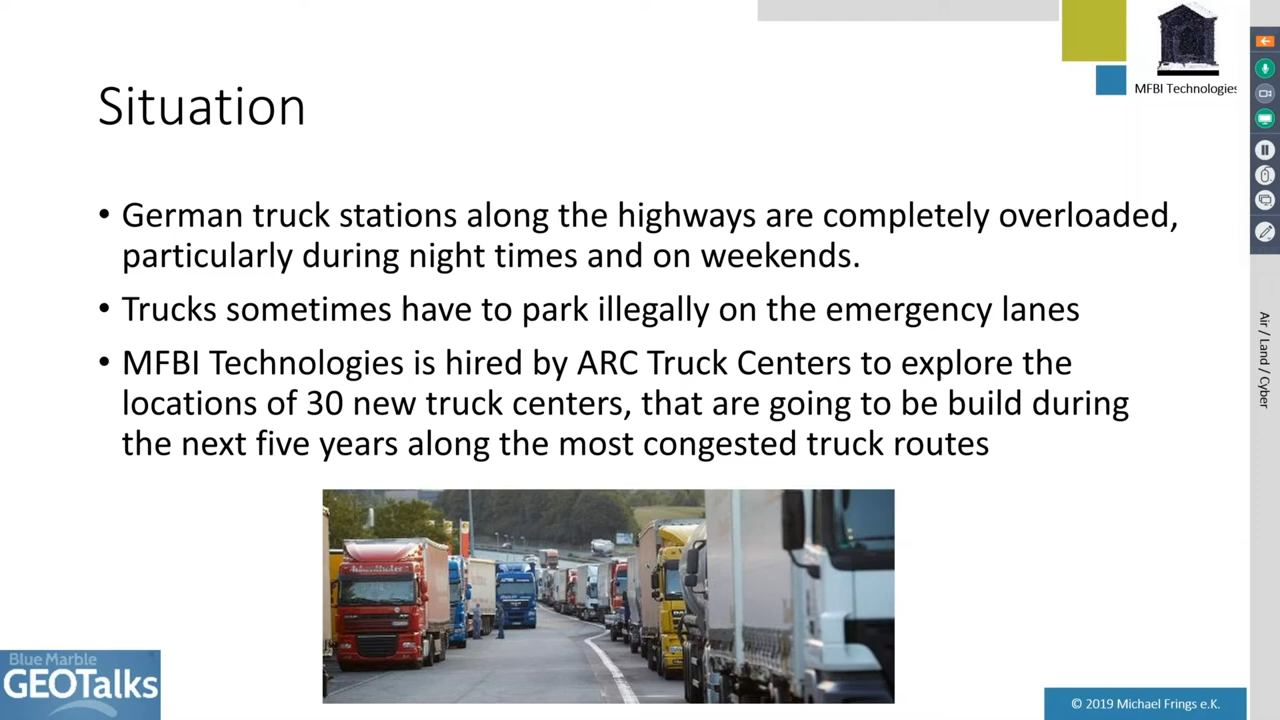 MFBI Technologies
Situation
• German truck stations along the highways are completely overloaded,
particularly during night times and on weekends.
• Trucks sometimes have to park illegally on the emergency lanes
• MFBI Technologies is hired by ARC Truck Centers to explore the
locations of 30 new truck centers, that are going to be build during
the next five years along the most congested truck routes
Air / Land / Cyber
Blue Marble
GEOTalks
© 2019 Michael Frings e.K.